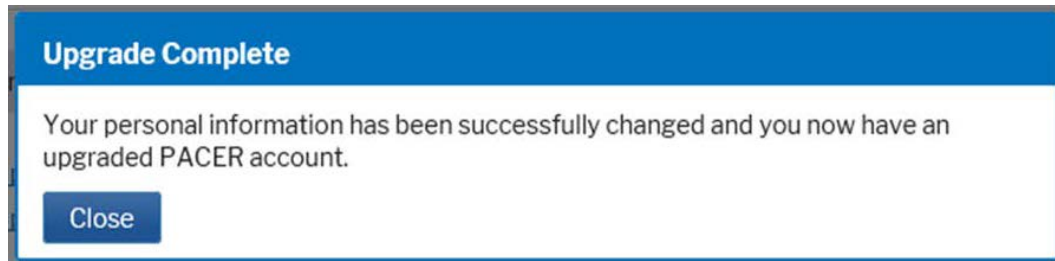 Upgrade Complete
Your personal information has been successfully changed and you now have an
upgraded PACER account.
Close